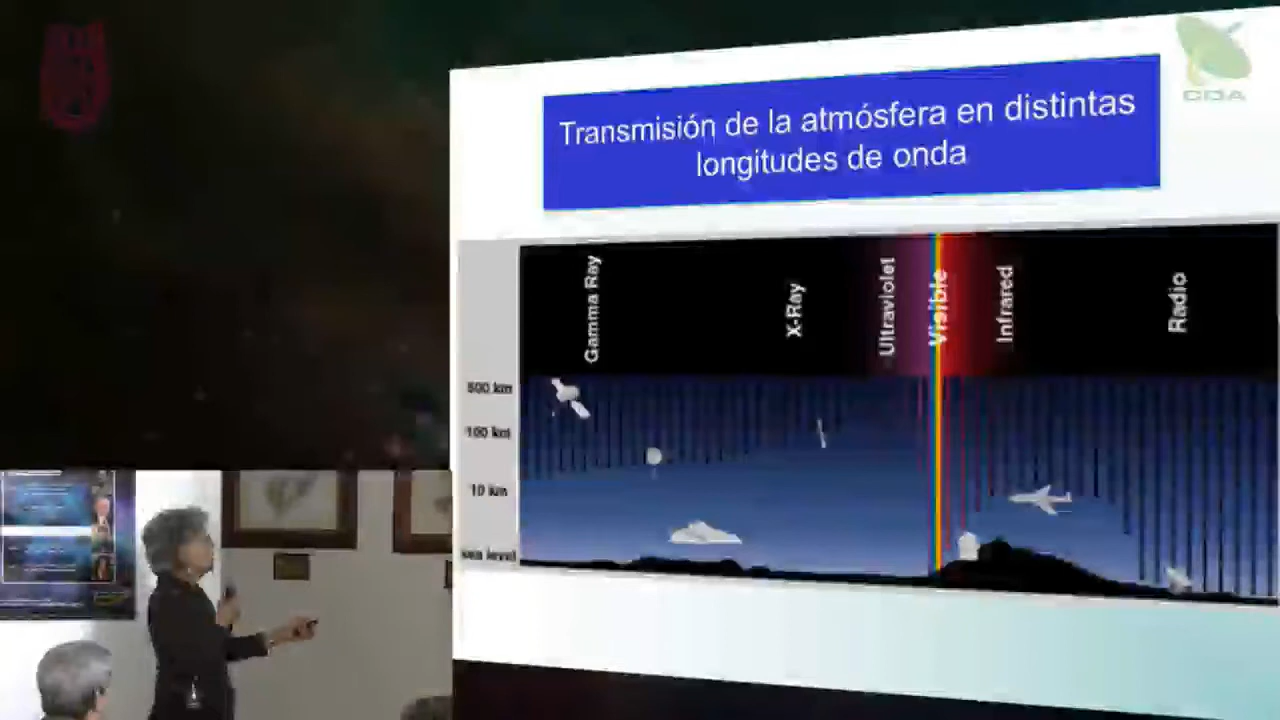 CDA
Transmisión de la atmósfera en distintas
longitudes de onda
Gamma Ray
X-Ray
Ultraviolet
Visible
Infrared
Radio
500 km
100 km
10 km
sea level